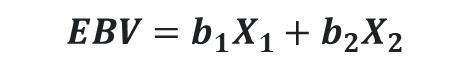 EBV = b₁X₁ + b₂X₂